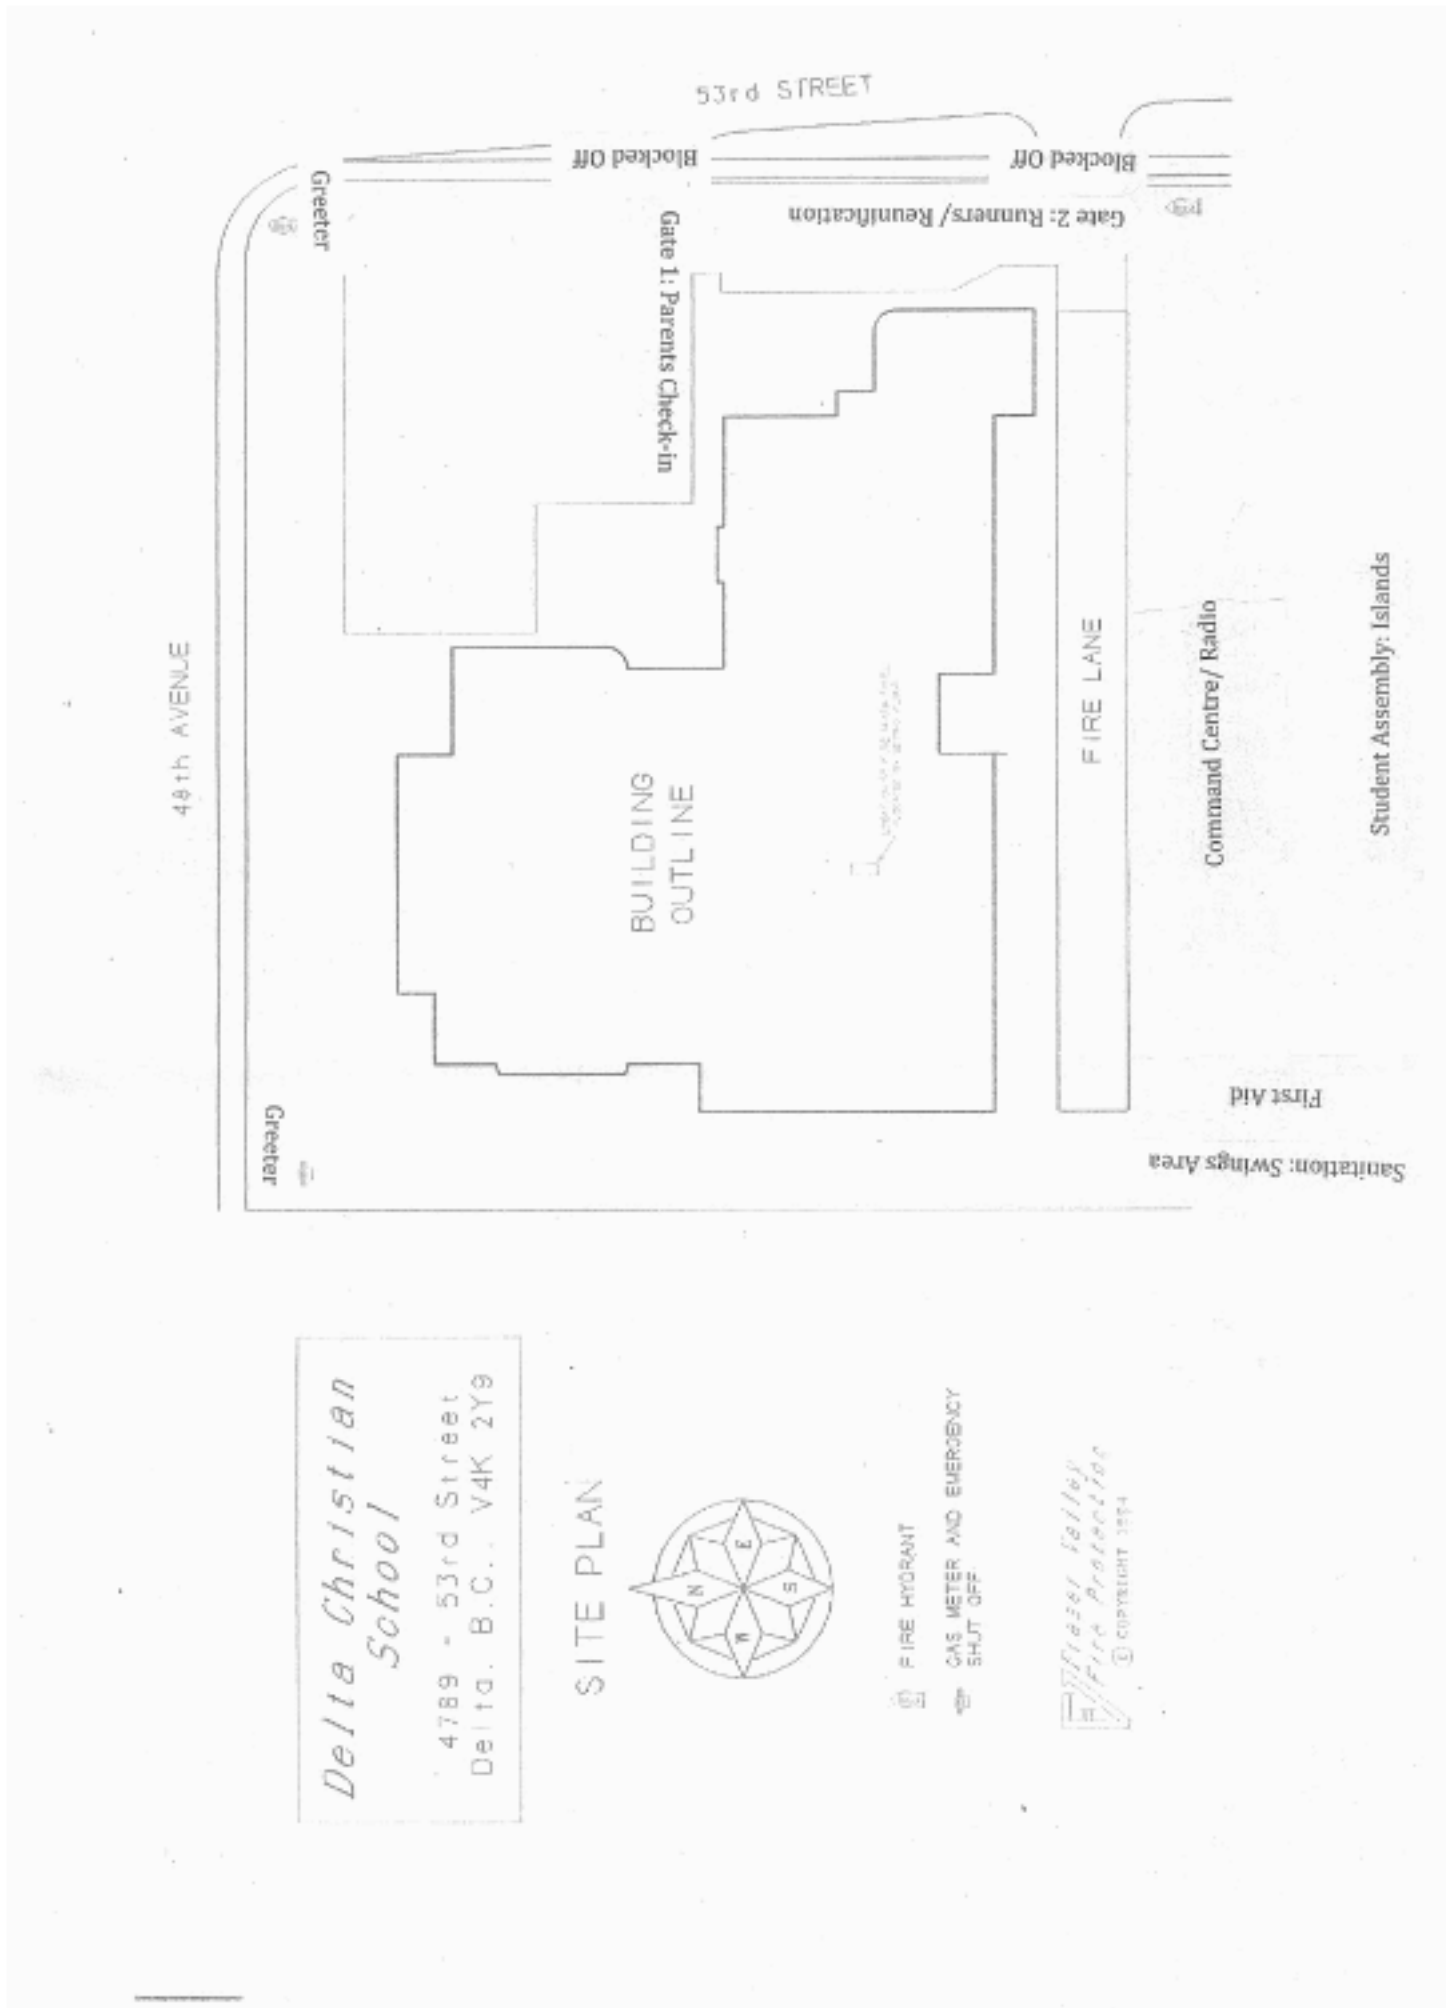 53rd STREET
Blocked Off
Blocked Off
Greeter
Gate 2: Runners/ Reunification
Gate 1: Parents Check-in
48th AVENUE
BUILDING
OUTLINE
FIRE LANE
Command Centre/ Radio
Student Assembly: Islands
First Aid
Sanitation: Swings Area
Greeter
Delta Christian
School
4789 - 53rd Street
Delta. B.C.. V4K 2Y9
SITE PLAN
N
E
S
W
FIRE HYDRANT
GAS METER AND EMERGENCY
SHUT OFF
Fraser Valley
Fire Protection
© COPYRIGHT 1994